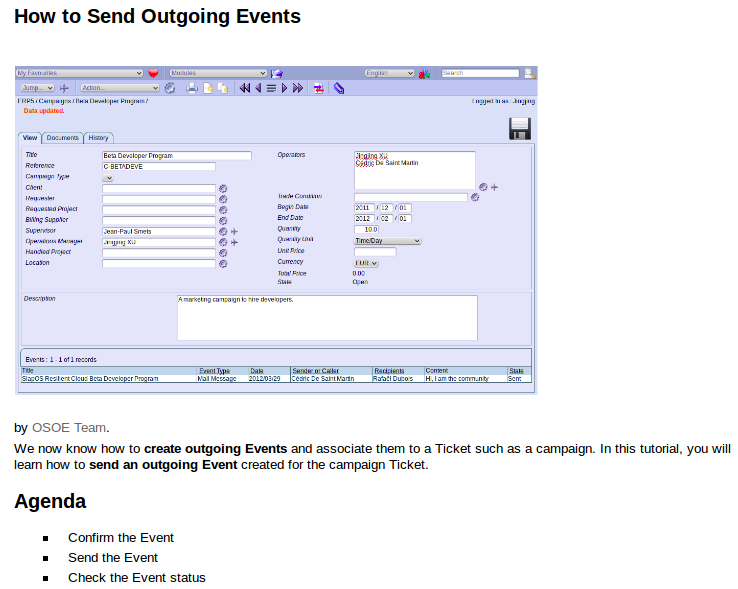 How to Send Outgoing Events
My Favourites Modules English Search
Jump... Action...
ERP5 / Campaigns / Beta Developer Program / Logged In as : Jingjing
Data updated.
View Documents History
Title Beta Developer Program Operators Jingjing XU
Reference C-BETADEVE Cédric De Saint Martin
Campaign Type
Client
Requester Trade Condition
Requested Project Begin Date 2011 / 12 / 01
Billing Supplier End Date 2012 / 02 / 01
Supervisor Jean-Paul Smets Quantity 10.0
Operations Manager Jingjing XU Quantity Unit Time/Day
Handled Project Unit Price
Location Currency EUR
Total Price 0.00
State Open
Description A marketing campaign to hire developers.
Events : 1 - 1 of 1 records
Title Event Type Date Sender or Caller Recipients Content State
SlapOS Resilient Cloud Beta Developer Program Mail Message 2012/03/29 Cédric De Saint Martin Rafaël Dubois Hi, I am the community Sent
by OSOE Team.
We now know how to create outgoing Events and associate them to a Ticket such as a campaign. In this tutorial, you will
learn how to send an outgoing Event created for the campaign Ticket.
Agenda
Confirm the Event
Send the Event
Check the Event status